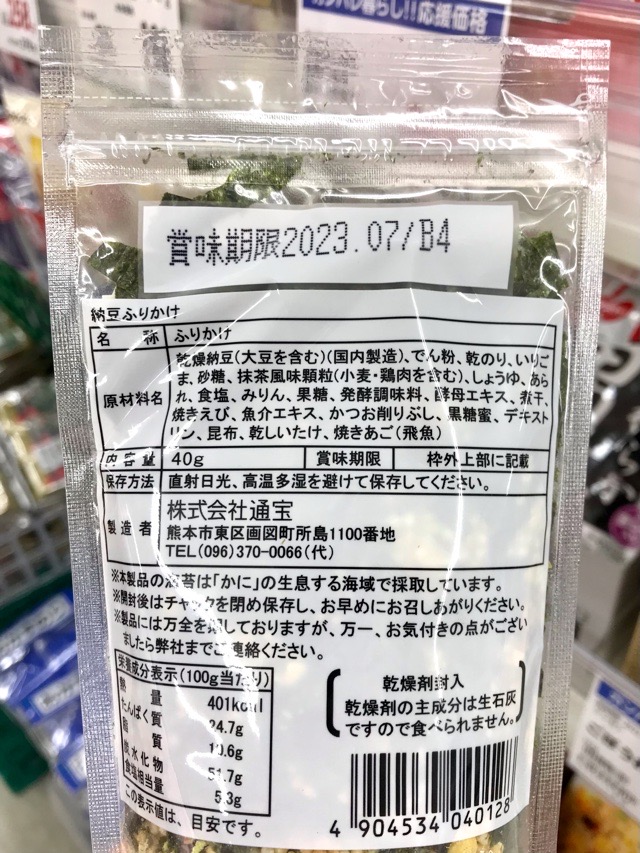 応援価格
賞味期限2023.07/B4
納豆ふりかけ
名称 ふりかけ
原材料名 乾燥納豆(大豆を含む)(国内製造)、でん粉、乾のり、いりご
ま、砂糖、抹茶風味顆粒(小麦・鶏肉を含む)、しょうゆ、あら
れ、食塩、みりん、果糖、発酵調味料、酵母エキス、煮干、
焼きえび、魚介エキス、かつお削りぶし、黒糖蜜、デキスト
リン、昆布、乾しいたけ、焼きあご(飛魚)
内容量 40g 賞味期限 枠外上部に記載
保存方法 直射日光、高温多湿を避けて保存してください。
製造者 株式会社通宝
熊本市東区画図町所島1100番地
TEL(096)370-0066(代)
※本製品の海苔は「かに」の生息する海域で採取しています。
※開封後はチャックを閉め保存し、お早めにお召しあがりください。
※製品には万全を期しておりますが、万一、お気付きの点がござい
ましたら弊社までご連絡ください。
栄養成分表示(100g当たり)
熱量 401kcal
たんぱく質 24.7g
脂質 10.6g
炭水化物 51.7g
食塩相当量 5.3g
この表示値は、目安です。
乾燥剤封入
乾燥剤の主成分は生石灰
ですので食べられません。
4 904534 040128